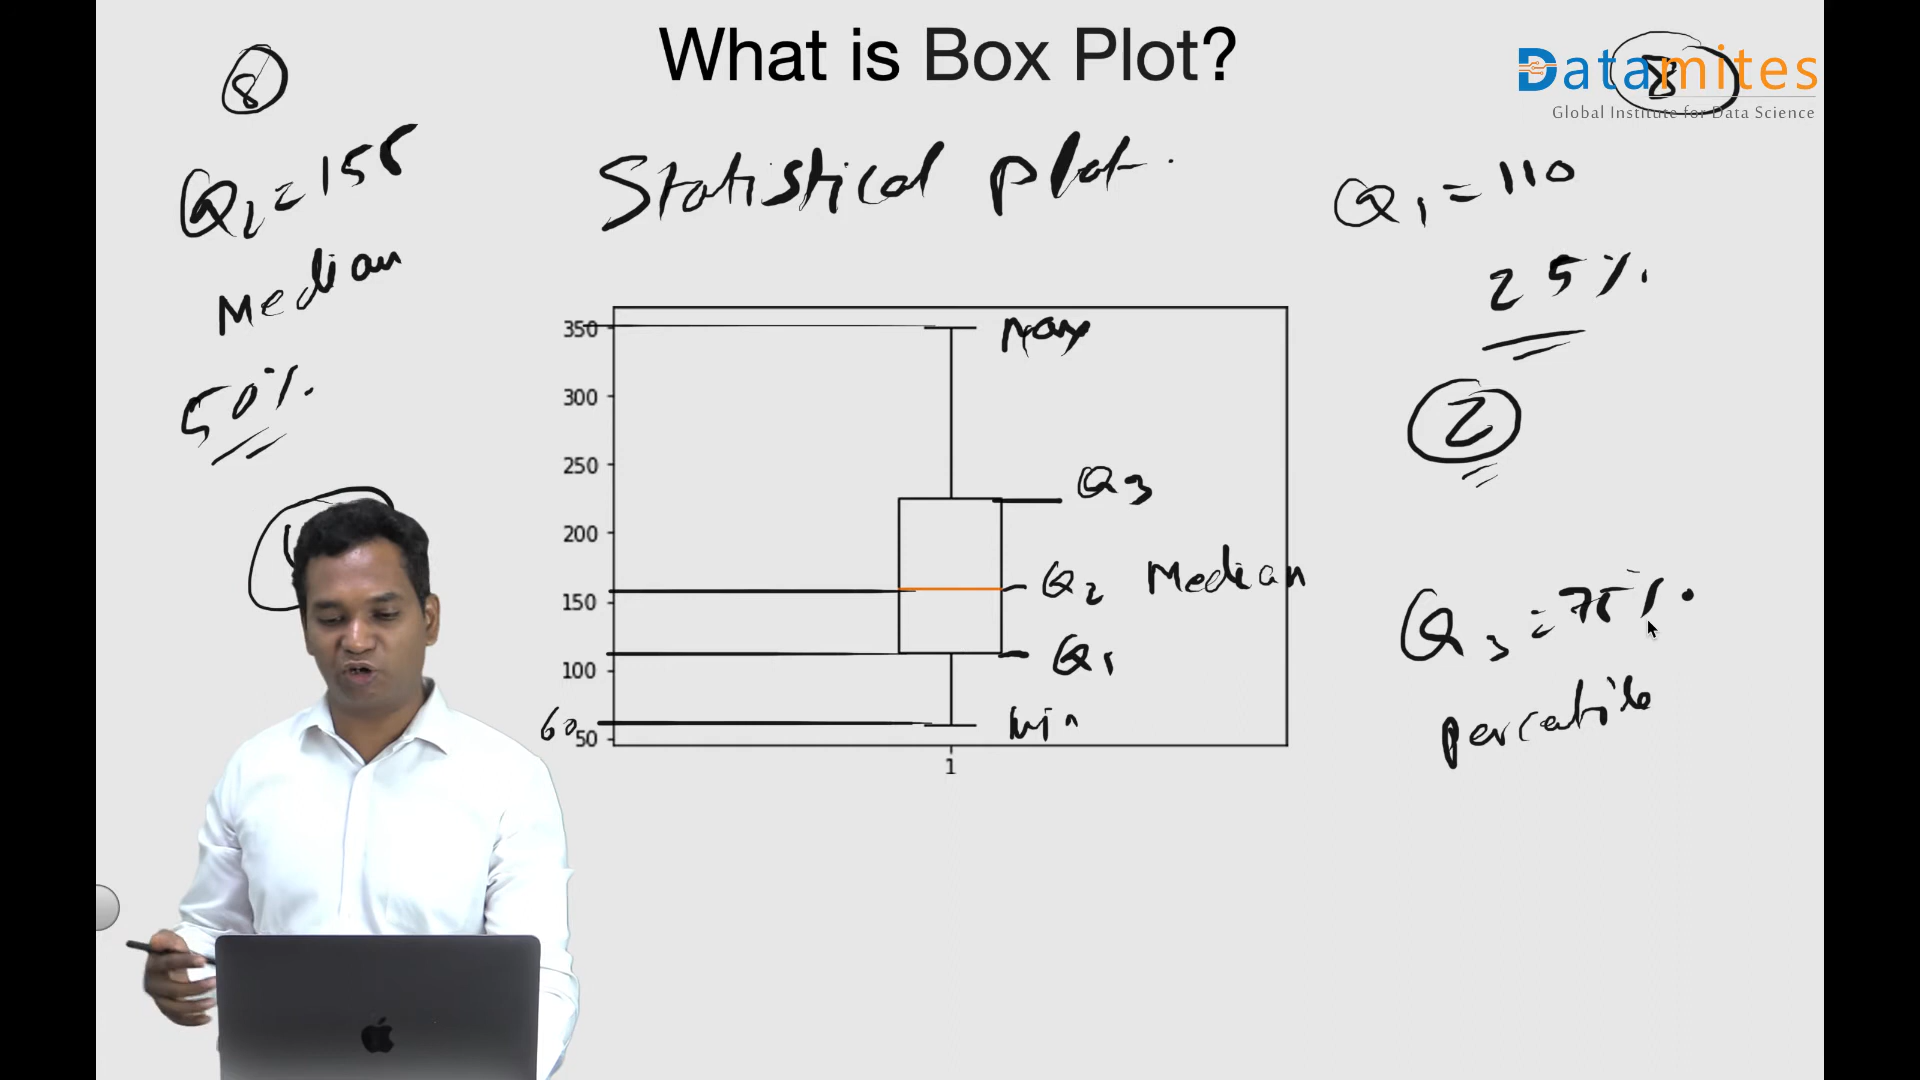 What is Box Plot?
Datamites
Global Institute for Data Science
8
8
Statistical plot.
Q2 = 155
Median
50%
Q1 = 110
25%
2
350
300
250
200
150
100
50
60
1
Max
Q3
Q2 Median
Q1
Min
Q3 = 75%
percentile